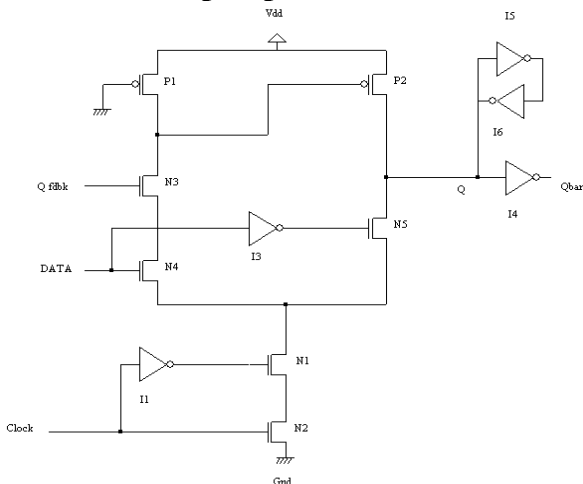 Vdd
I5
P1
P2
I6
Q fdbk
N3
Q
Qbar
I4
N5
I3
DATA
N4
N1
I1
Clock
N2
Gnd